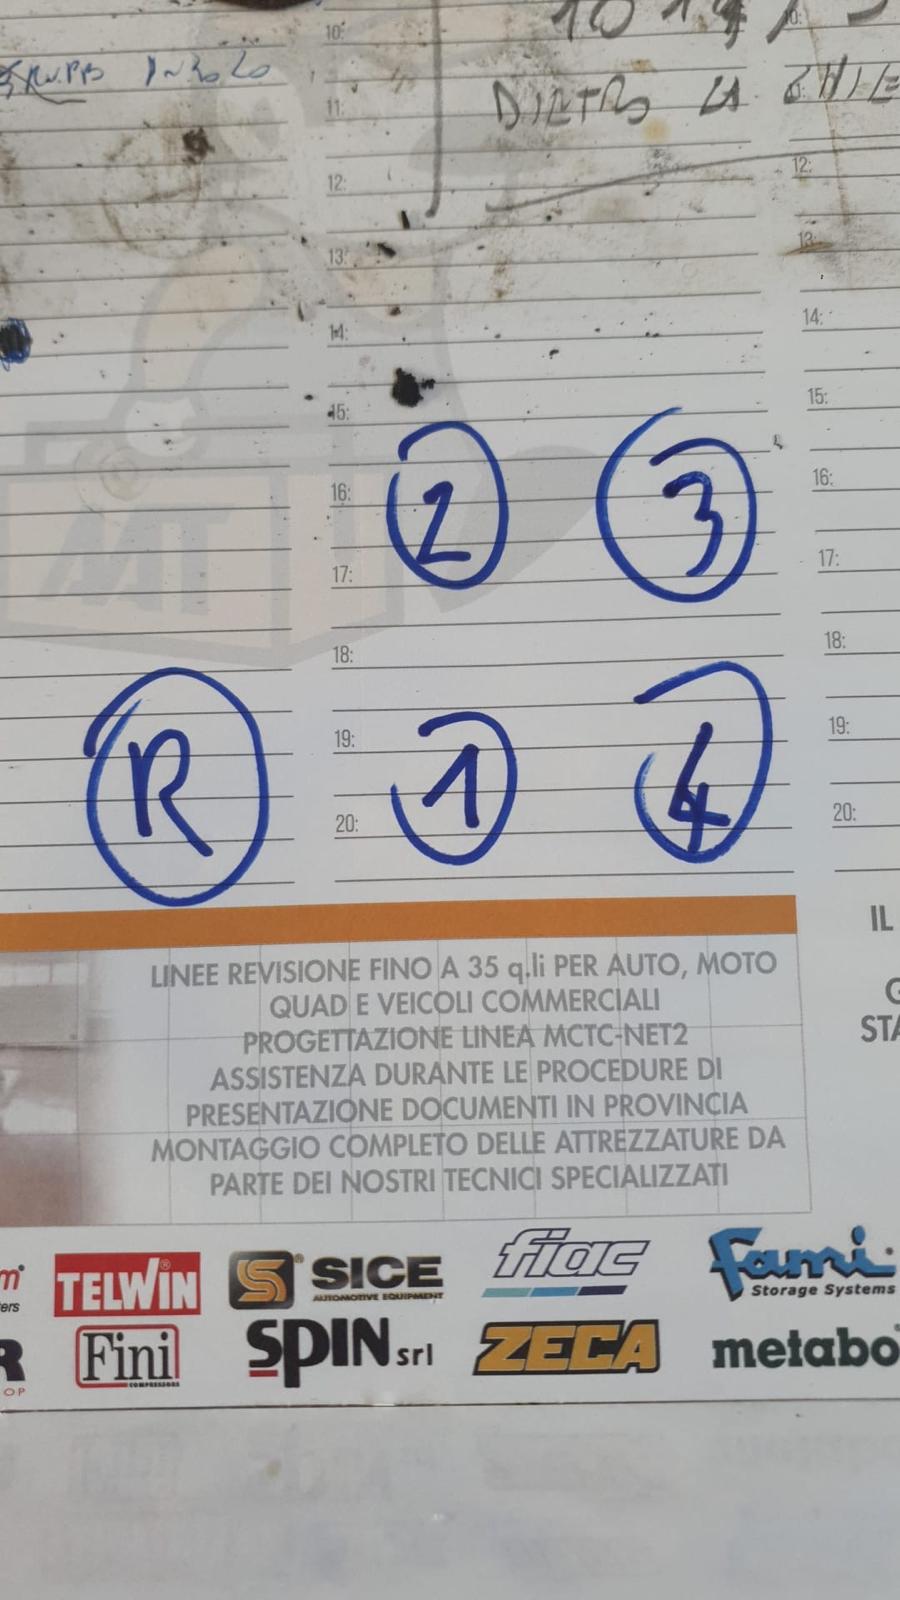 10:
10:
11:
DIETRO LA
12:
12:
13:
13:
14:
14:
15:
15:
16:
2
3
16:
17:
17:
18:
18:
R
19:
1
4
19:
20:
20:
IL
LINEE REVISIONE FINO A 35 q.li PER AUTO, MOTO
QUAD E VEICOLI COMMERCIALI
PROGETTAZIONE LINEA MCTC-NET2
ASSISTENZA DURANTE LE PROCEDURE DI
PRESENTAZIONE DOCUMENTI IN PROVINCIA
MONTAGGIO COMPLETO DELLE ATTREZZATURE DA
PARTE DEI NOSTRI TECNICI SPECIALIZZATI
G
STA
TELWIN
SICE
AUTOMOTIVE EQUIPMENT
fiac
Fami
Storage Systems
Fini
COMPRESSORS
SPIN srl
ZECA
metabo